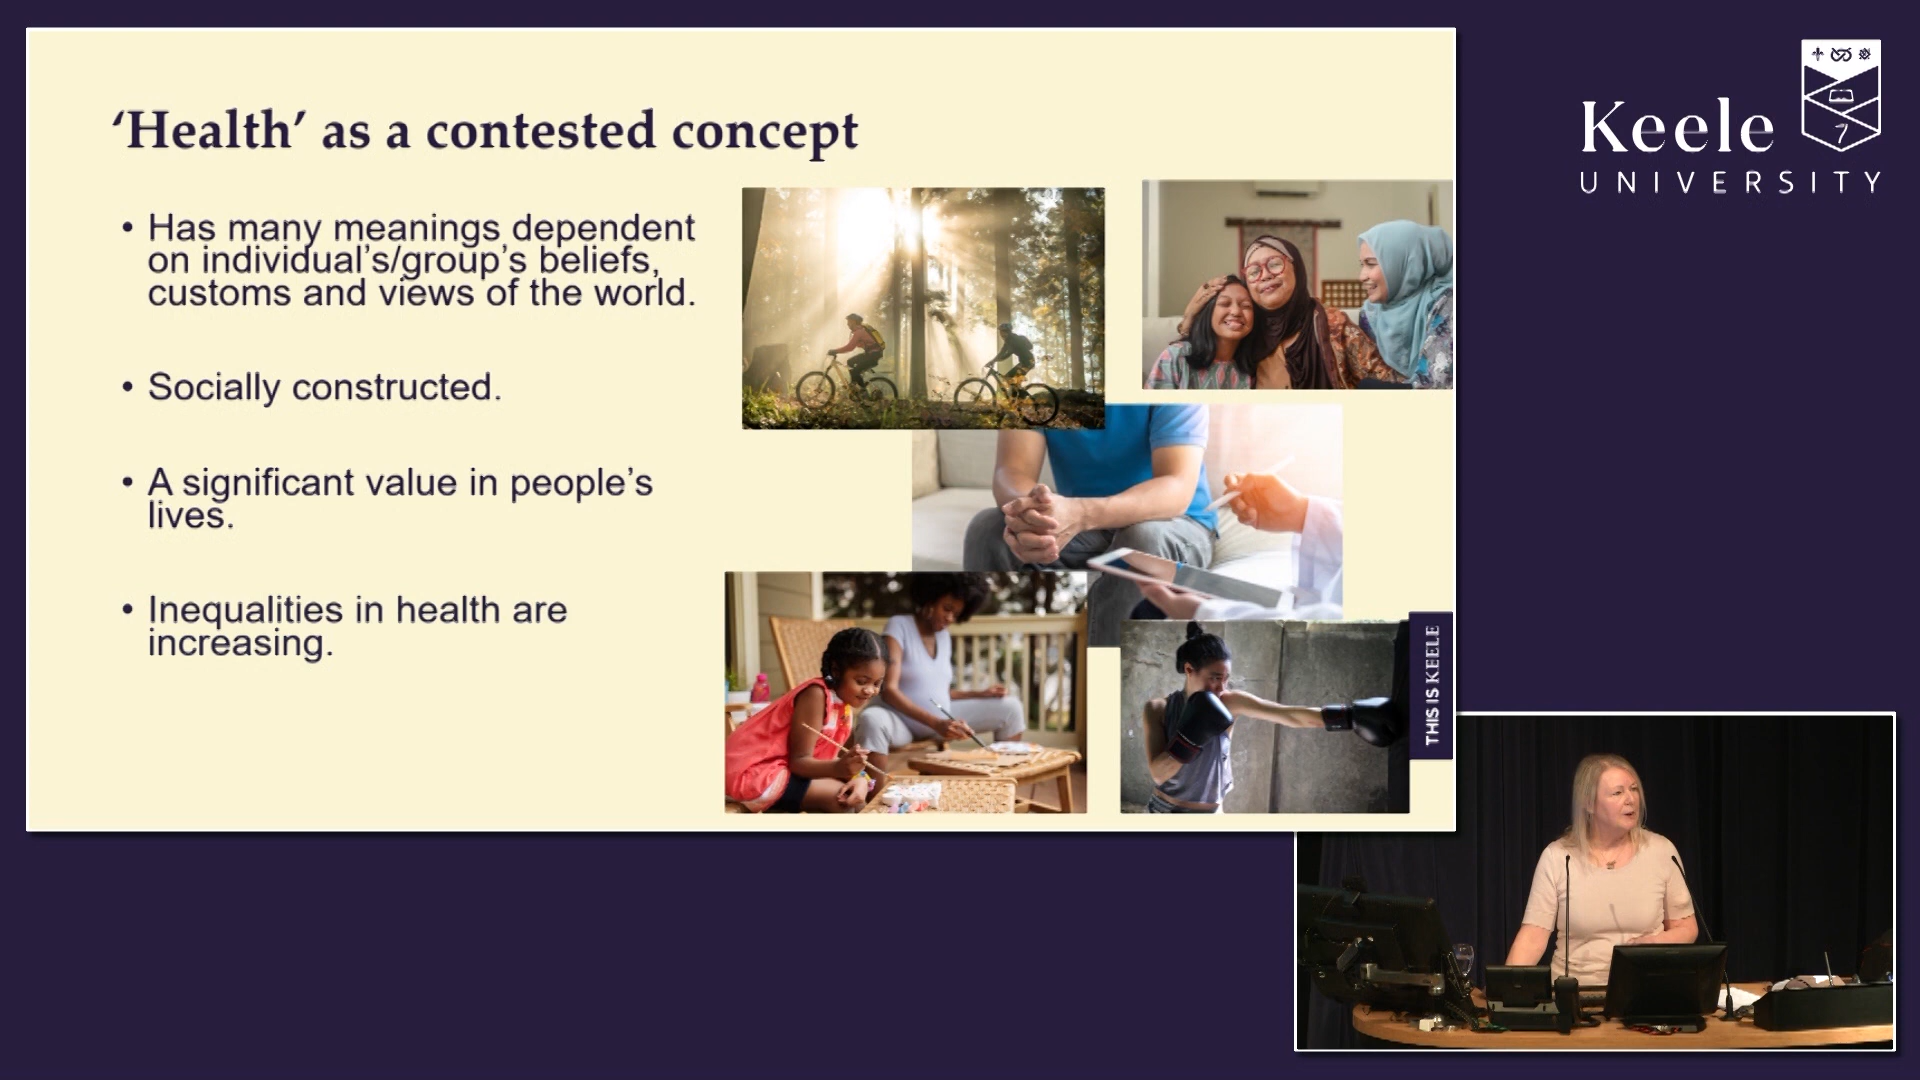 ‘Health’ as a contested concept
• Has many meanings dependent
on individual’s/group’s beliefs,
customs and views of the world.
• Socially constructed.
• A significant value in people’s
lives.
• Inequalities in health are
increasing.
THIS IS KEELE
Keele
UNIVERSITY